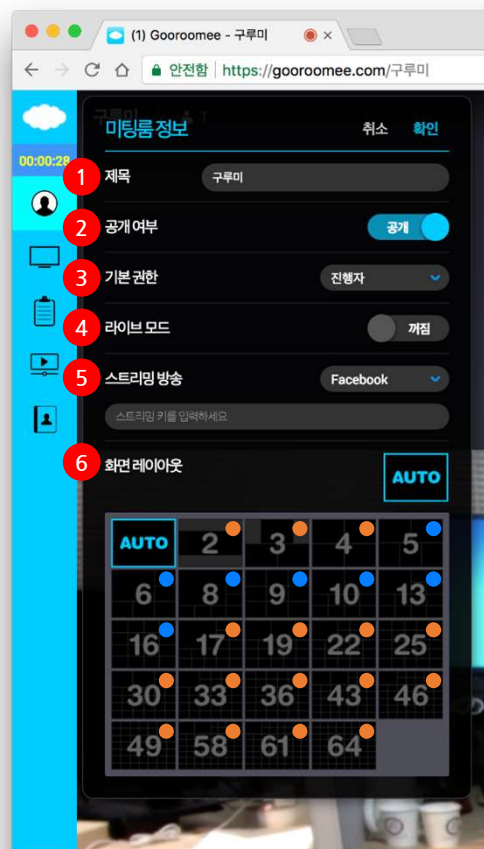 (1) Gooroomee - 구루미
안전함 | https://gooroomee.com/구루미
미팅룸 정보 취소 확인
00:00:28
1 제목 구루미
2 공개 여부 공개
3 기본 권한 진행자
4 라이브 모드 꺼짐
5 스트리밍 방송 Facebook
스트리밍 키를 입력하세요
6 화면 레이아웃 AUTO
AUTO 2 3 4 5
6 8 9 10 13
16 17 19 22 25
30 33 36 43 46
49 58 61 64